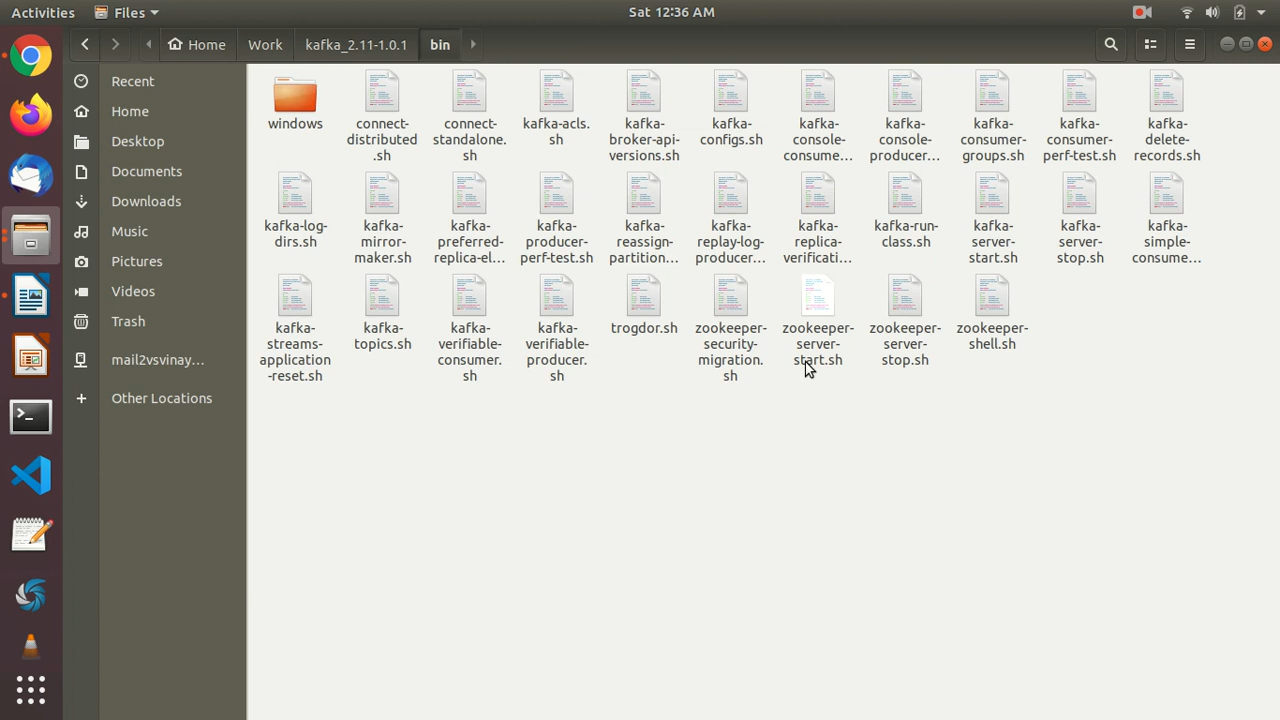 Activities Files Sat 12:36 AM
Home Work kafka_2.11-1.0.1 bin
Recent
Home
Desktop
Documents
Downloads
Music
Pictures
Videos
Trash
mail2vsvinay…
Other Locations
windows
connect-
distributed
.sh
connect-
standalone.
sh
kafka-acls.
sh
kafka-
broker-api-
versions.sh
kafka-
configs.sh
kafka-
console-
consume…
kafka-
console-
producer…
kafka-
consumer-
groups.sh
kafka-
consumer-
perf-test.sh
kafka-
delete-
records.sh
kafka-log-
dirs.sh
kafka-
mirror-
maker.sh
kafka-
preferred-
replica-el…
kafka-
producer-
perf-test.sh
kafka-
reassign-
partition…
kafka-
replay-log-
producer…
kafka-
replica-
verificati…
kafka-run-
class.sh
kafka-
server-
start.sh
kafka-
server-
stop.sh
kafka-
simple-
consume…
kafka-
streams-
application
-reset.sh
kafka-
topics.sh
kafka-
verifiable-
consumer.
sh
kafka-
verifiable-
producer.
sh
trogdor.sh
zookeeper-
security-
migration.
sh
zookeeper-
server-
start.sh
zookeeper-
server-
stop.sh
zookeeper-
shell.sh